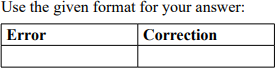 Use the given format for your answer:
Error Correction